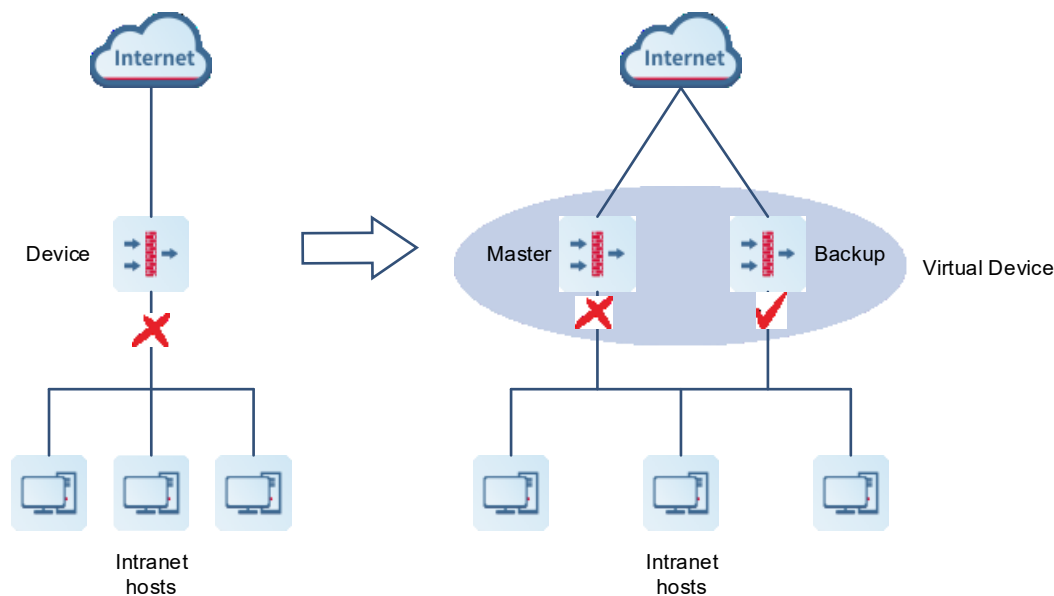 Internet
Internet
Device
Master
Backup
Virtual Device
Intranet
hosts
Intranet
hosts